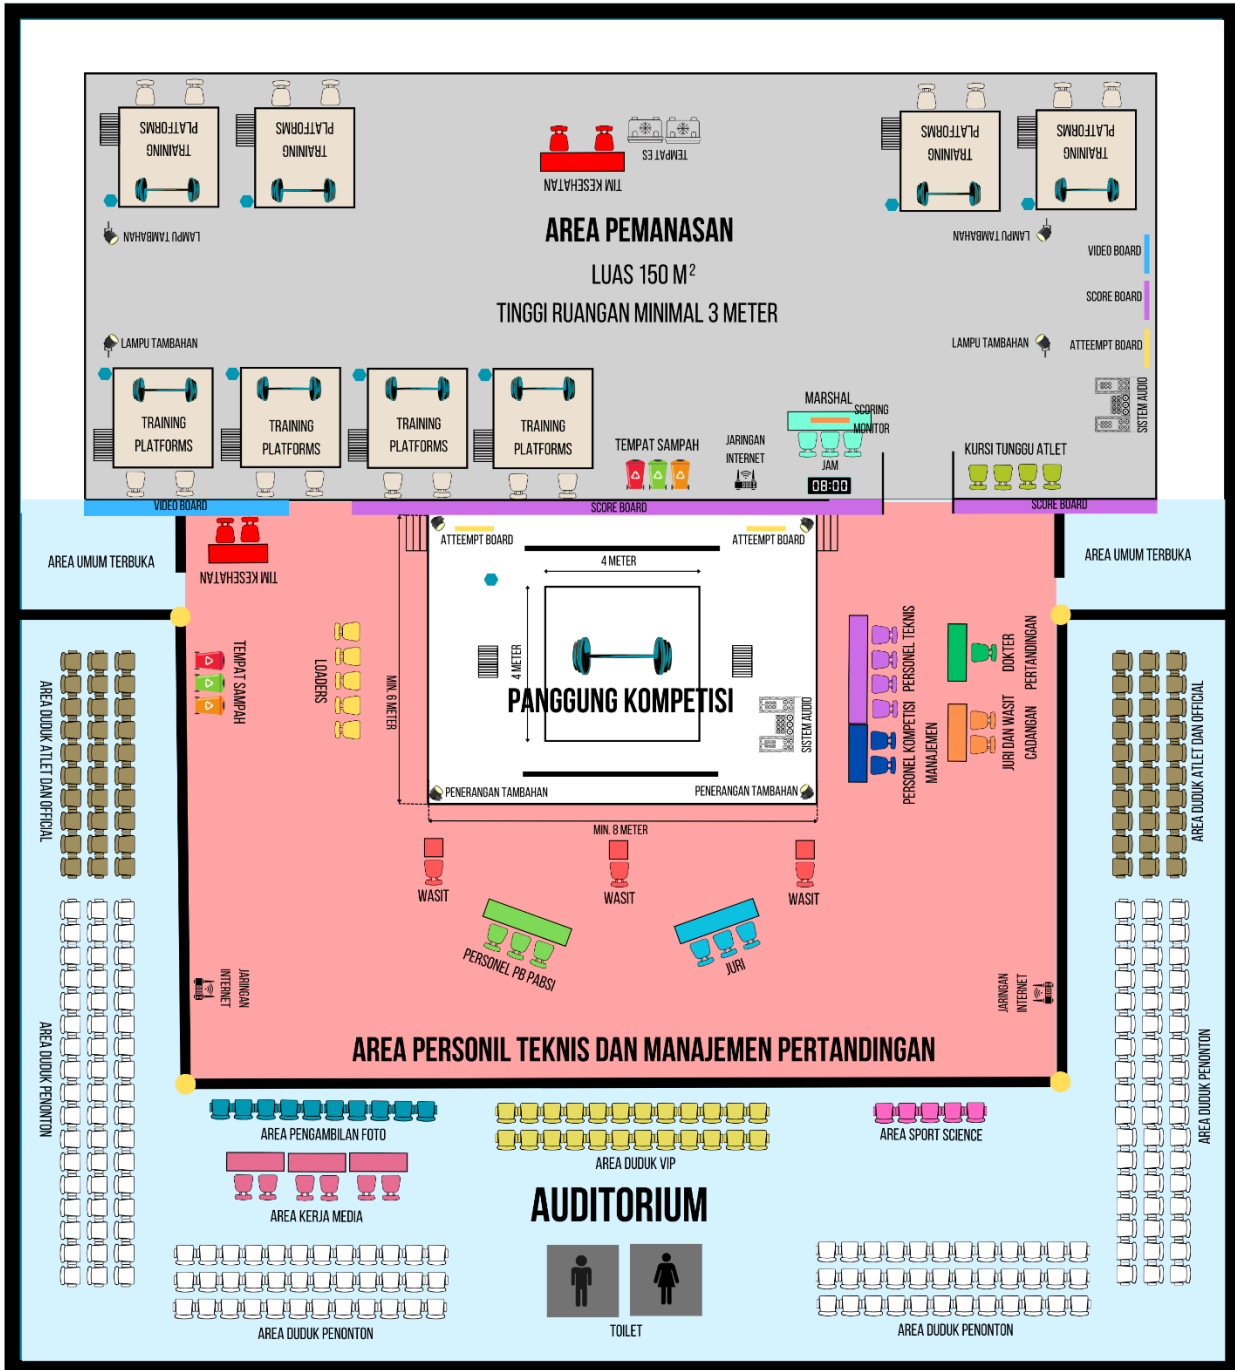 TRAINING
PLATFORMS
TRAINING
PLATFORMS
TIM KESEHATAN
TEMPAT ES
TRAINING
PLATFORMS
TRAINING
PLATFORMS
LAMPU TAMBAHAN
LAMPU TAMBAHAN
AREA PEMANASAN
LUAS 150 M²
TINGGI RUANGAN MINIMAL 3 METER
VIDEO BOARD
SCORE BOARD
ATTEEMPT BOARD
LAMPU TAMBAHAN
LAMPU TAMBAHAN
SISTEM AUDIO
TRAINING
PLATFORMS
TRAINING
PLATFORMS
TRAINING
PLATFORMS
TRAINING
PLATFORMS
TEMPAT SAMPAH
JARINGAN
INTERNET
MARSHAL
SCORING
MONITOR
JAM
08:00
KURSI TUNGGU ATLET
VIDEO BOARD
SCORE BOARD
SCORE BOARD
AREA UMUM TERBUKA
TIM KESEHATAN
ATTEEMPT BOARD
ATTEEMPT BOARD
AREA UMUM TERBUKA
4 METER
4 METER
MIN. 6 METER
PANGGUNG KOMPETISI
SISTEM AUDIO
PENERANGAN TAMBAHAN
PENERANGAN TAMBAHAN
MIN. 8 METER
TEMPAT SAMPAH
LOADERS
PERSONEL TEKNIS
PERSONEL KOMPETISI
MANAJEMEN
DOKTER
PERTANDINGAN
JURI DAN WASIT
CADANGAN
AREA DUDUK ATLET DAN OFFICIAL
AREA DUDUK ATLET DAN OFFICIAL
WASIT
WASIT
WASIT
PERSONEL PB PABSI
JURI
JARINGAN
INTERNET
JARINGAN
INTERNET
AREA DUDUK PENONTON
AREA DUDUK PENONTON
AREA PERSONIL TEKNIS DAN MANAJEMEN PERTANDINGAN
AREA PENGAMBILAN FOTO
AREA DUDUK VIP
AREA SPORT SCIENCE
AREA KERJA MEDIA
AUDITORIUM
AREA DUDUK PENONTON
TOILET
AREA DUDUK PENONTON